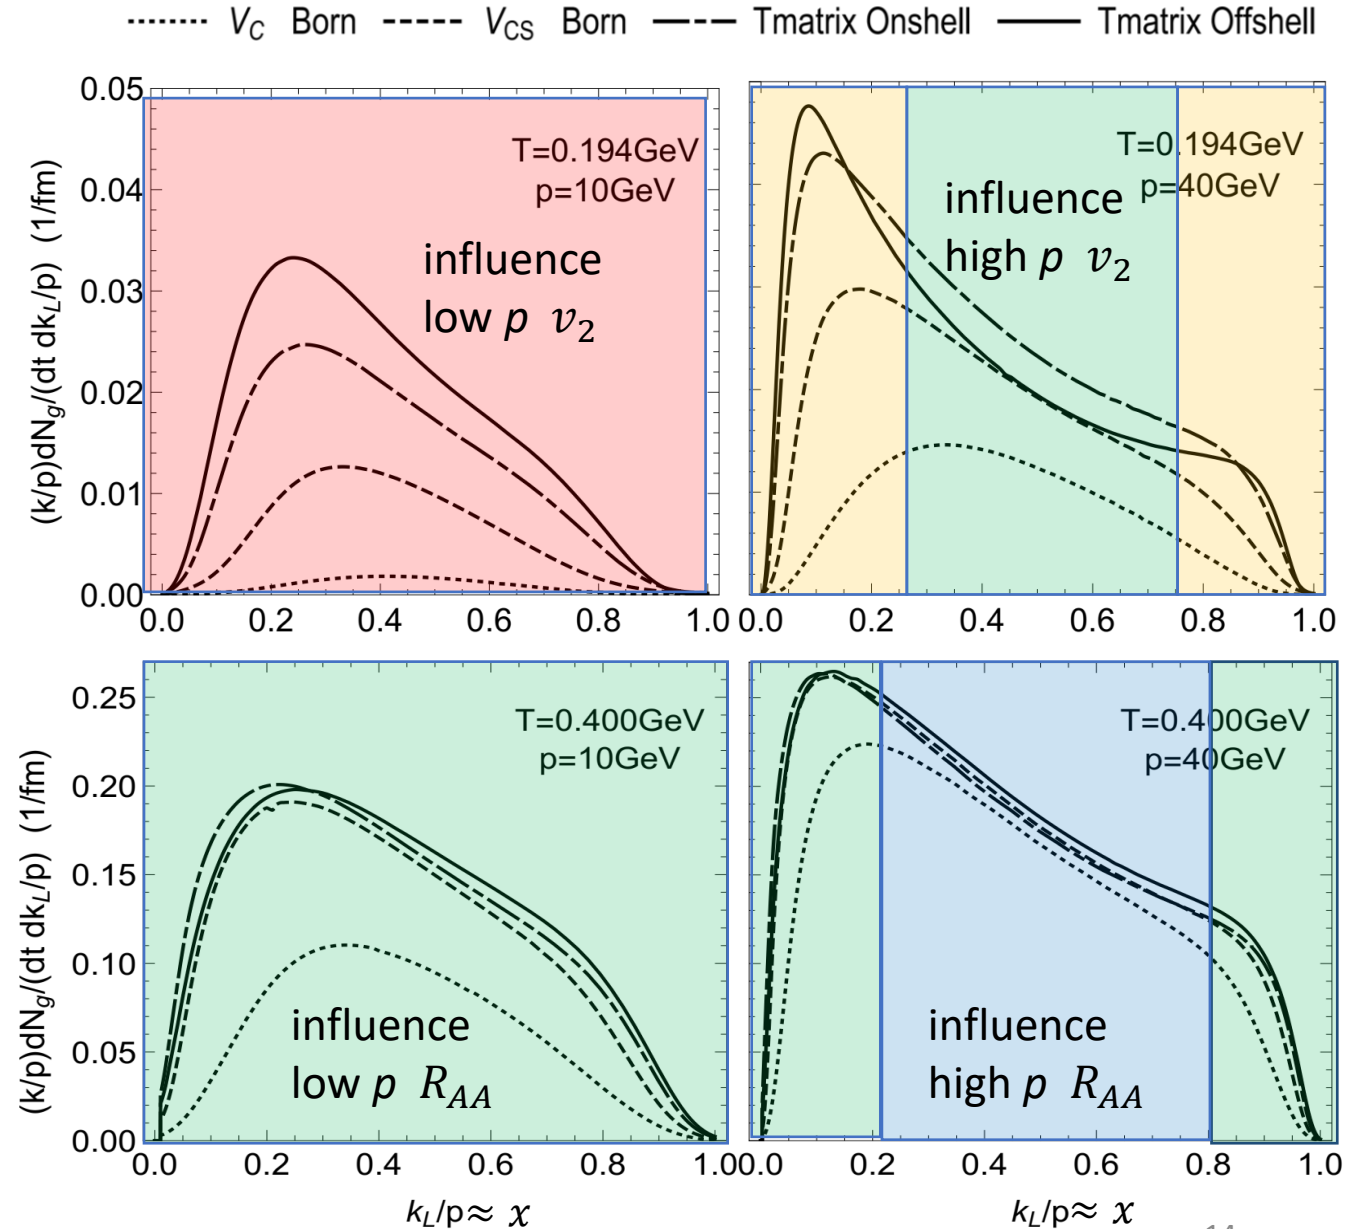 V_C Born V_CS Born Tmatrix Onshell Tmatrix Offshell
(k/p)dN_g/(dt dk_L/p) (1/fm)
0.05
0.04
0.03
0.02
0.01
0.00
T=0.194GeV
p=10GeV
influence
low p v_2
0.0 0.2 0.4 0.6 0.8 1.0
T=0.194GeV
p=40GeV
influence
high p v_2
0.0 0.2 0.4 0.6 0.8 1.0
(k/p)dN_g/(dt dk_L/p) (1/fm)
0.25
0.20
0.15
0.10
0.05
0.00
T=0.400GeV
p=10GeV
influence
low p R_AA
0.0 0.2 0.4 0.6 0.8 1.0
k_L/p≈ x
T=0.400GeV
p=40GeV
influence
high p R_AA
0.0 0.2 0.4 0.6 0.8 1.0
k_L/p≈ x